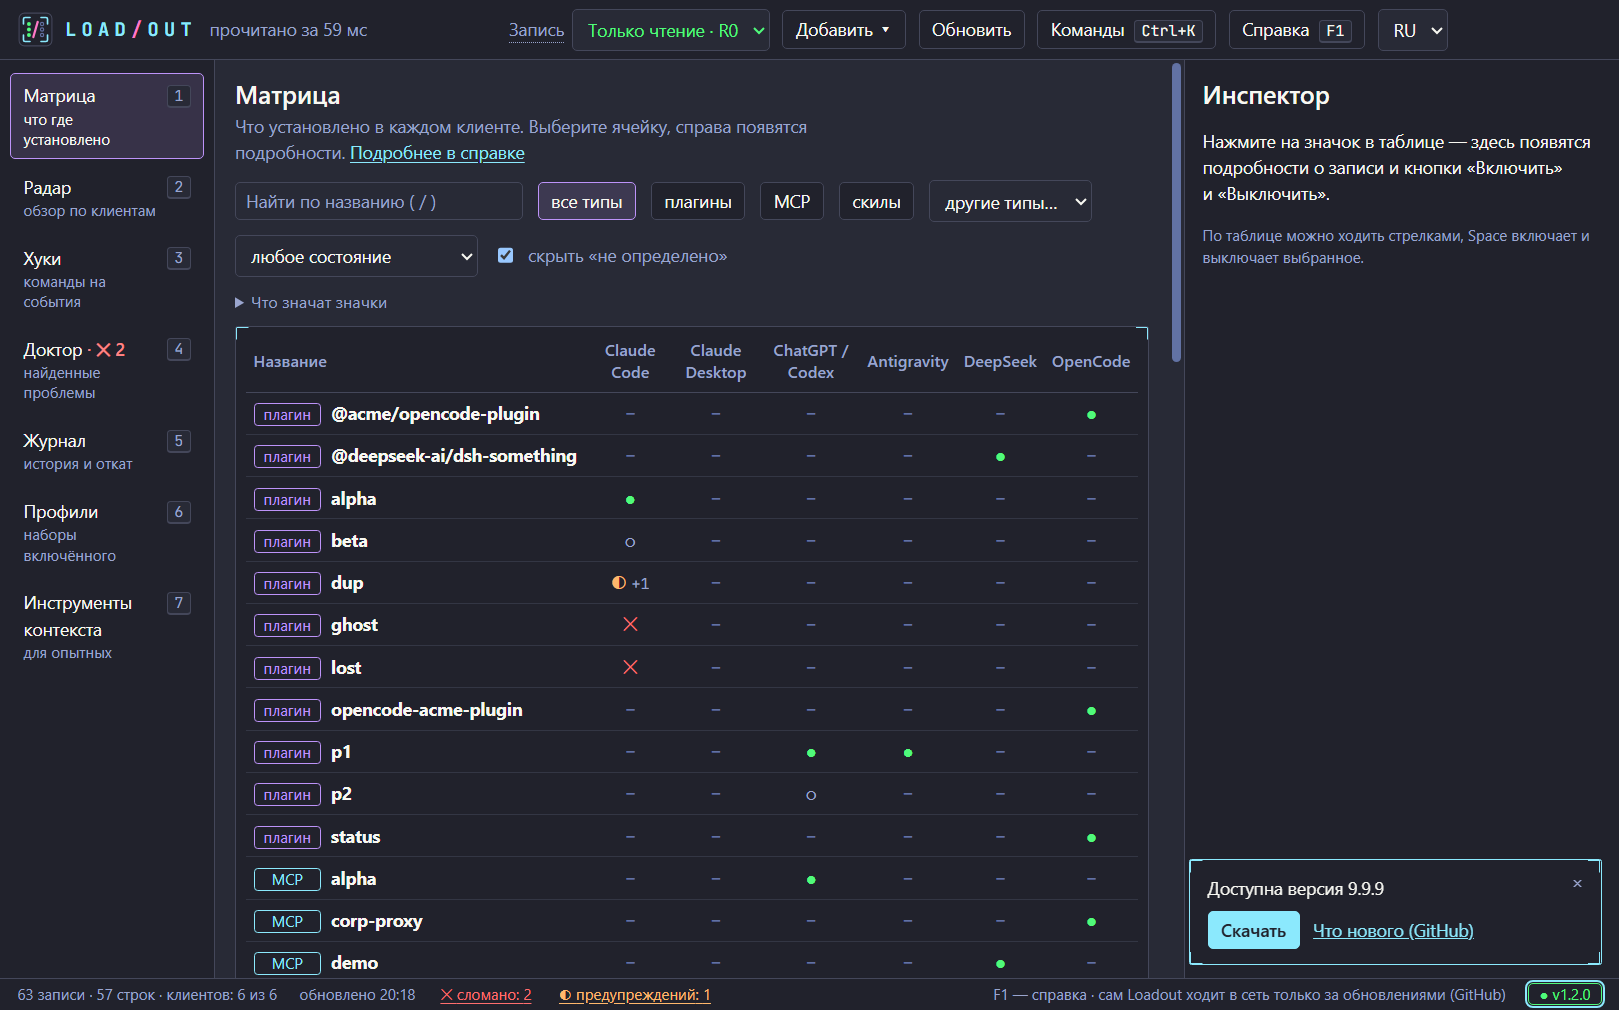 LOAD/OUT прочитано за 59 мс Запись Только чтение · R0 Добавить ▼ Обновить Команды Ctrl+K Справка F1 RU
Матрица 1
что где
установлено
Радар 2
обзор по клиентам
Хуки 3
команды на
события
Доктор · ✕ 2 4
найденные
проблемы
Журнал 5
история и откат
Профили 6
наборы
включённого
Инструменты 7
контекста
для опытных
Матрица
Что установлено в каждом клиенте. Выберите ячейку, справа появятся
подробности. Подробнее в справке
Найти по названию ( / ) все типы плагины MCP скилы другие типы...
любое состояние скрыть «не определено»
▶ Что значат значки
Название Claude Code Claude Desktop ChatGPT / Codex Antigravity DeepSeek OpenCode
плагин @acme/opencode-plugin – – – – – ●
плагин @deepseek-ai/dsh-something – – – – ● –
плагин alpha ● – – – – –
плагин beta ○ – – – – –
плагин dup ◐ +1 – – – – –
плагин ghost ✕ – – – – –
плагин lost ✕ – – – – –
плагин opencode-acme-plugin – – – – – ●
плагин p1 – – ● ● – –
плагин p2 – – ○ – – –
плагин status – – – – – ●
MCP alpha – – ● – – –
MCP corp-proxy – – – – – ●
MCP demo – – – – ● –
Инспектор
Нажмите на значок в таблице — здесь появятся
подробности о записи и кнопки «Включить»
и «Выключить».
По таблице можно ходить стрелками, Space включает и
выключает выбранное.
Доступна версия 9.9.9 ×
Скачать Что нового (GitHub)
63 записи · 57 строк · клиентов: 6 из 6 обновлено 20:18 ✕ сломано: 2 ◐ предупреждений: 1 F1 — справка · сам Loadout ходит в сеть только за обновлениями (GitHub) ● v1.2.0